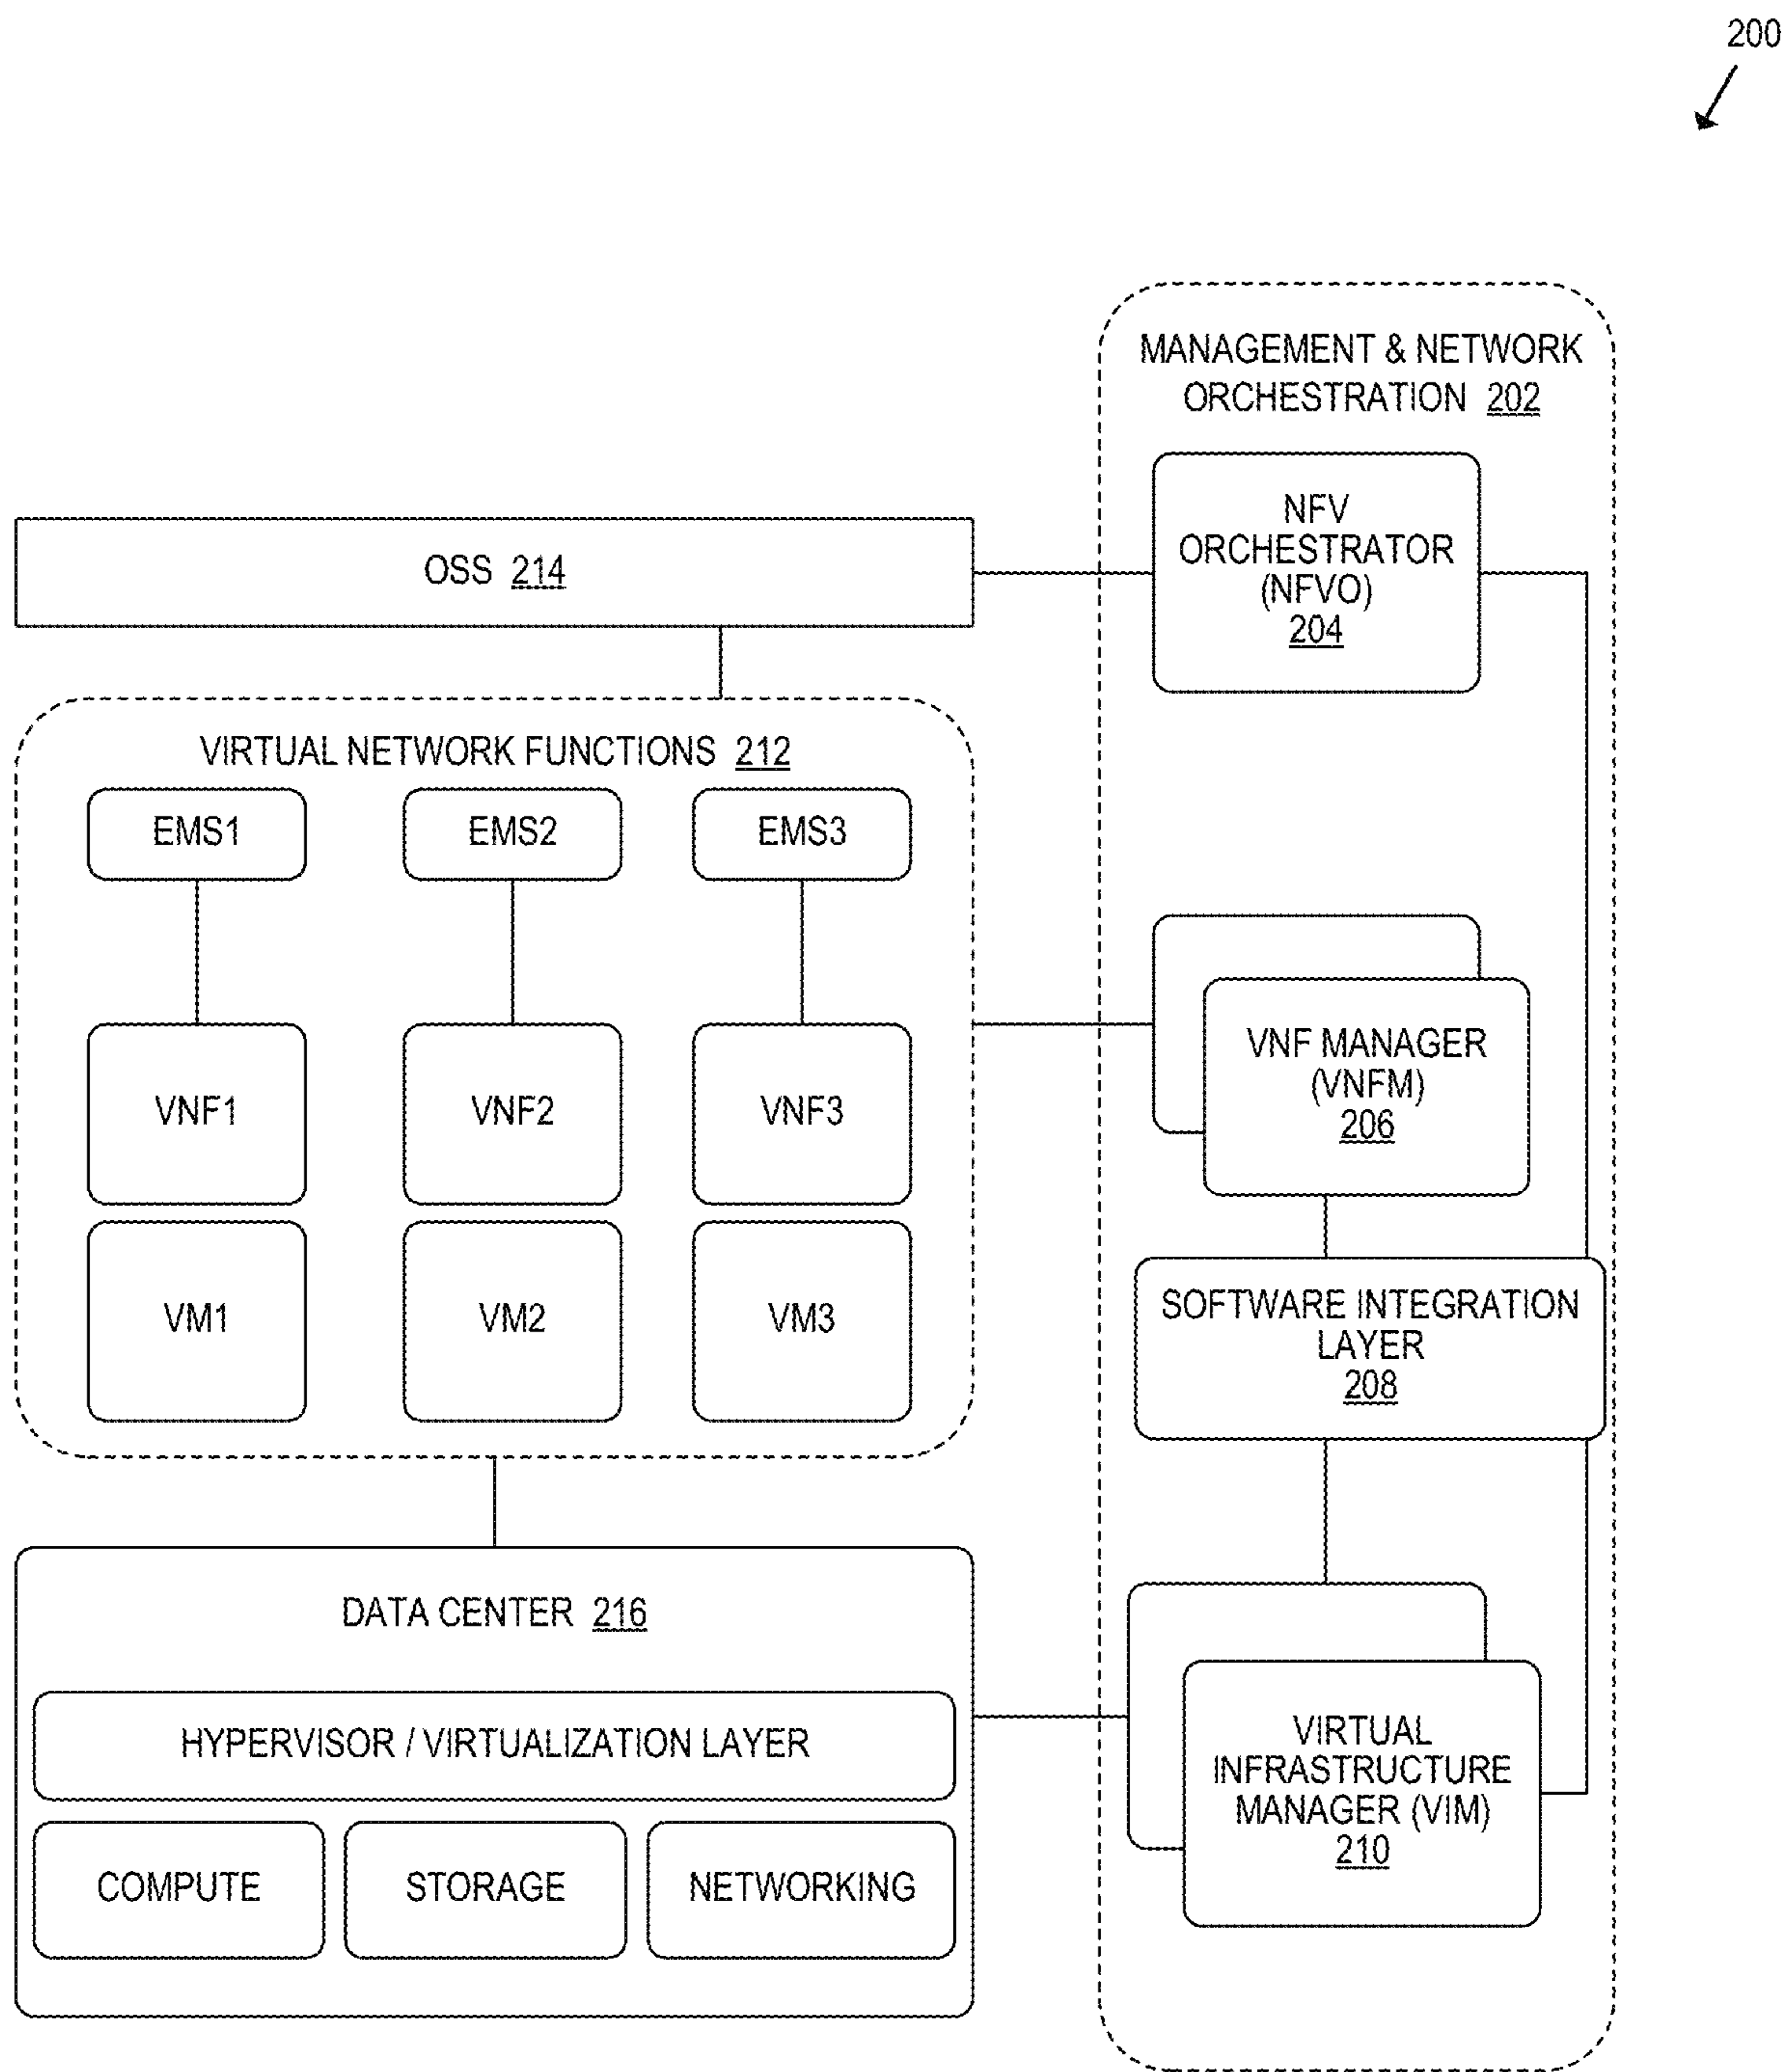 200
MANAGEMENT & NETWORK
ORCHESTRATION 202
NFV
ORCHESTRATOR
(NFVO)
204
OSS 214
VIRTUAL NETWORK FUNCTIONS 212
EMS1
EMS2
EMS3
VNF1
VNF2
VNF3
VM1
VM2
VM3
VNF MANAGER
(VNFM)
206
SOFTWARE INTEGRATION
LAYER
208
DATA CENTER 216
HYPERVISOR / VIRTUALIZATION LAYER
COMPUTE
STORAGE
NETWORKING
VIRTUAL
INFRASTRUCTURE
MANAGER (VIM)
210